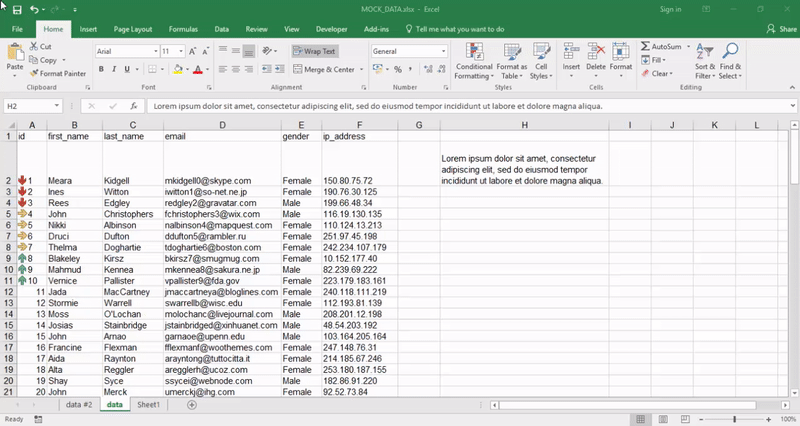 MOCK_DATA.xlsx - Excel
Sign in
File Home Insert Page Layout Formulas Data Review View Developer Add-ins Tell me what you want to do
Paste
Cut
Copy
Format Painter
Clipboard
Arial 11
B I U
Font
Wrap Text
Merge & Center
Alignment
General
Number
Conditional Formatting
Format as Table
Cell Styles
Styles
Insert
Delete
Format
Cells
AutoSum
Fill
Clear
Sort & Filter
Find & Select
Editing
H2 fx Lorem ipsum dolor sit amet, consectetur adipiscing elit, sed do eiusmod tempor incididunt ut labore et dolore magna aliqua.
A B C D E F G H I J K L
1 id first_name last_name email gender ip_address
Lorem ipsum dolor sit amet, consectetur
adipiscing elit, sed do eiusmod tempor
incididunt ut labore et dolore magna aliqua.
2 1 Meara Kidgell mkidgell0@skype.com Female 150.80.75.72
3 2 Ines Witton iwitton1@so-net.ne.jp Female 190.76.30.125
4 3 Rees Edgley redgley2@gravatar.com Male 199.66.48.34
5 4 John Christophers fchristophers3@wix.com Male 116.19.130.135
6 5 Nikki Albinson nalbinson4@mapquest.com Female 110.124.13.213
7 6 Druci Dufton ddufton5@rambler.ru Female 251.97.45.198
8 7 Thelma Doghartie tdoghartie6@boston.com Female 242.234.107.179
9 8 Blakeley Kirsz bkirsz7@smugmug.com Female 10.152.177.40
10 9 Mahmud Kennea mkennea8@sakura.ne.jp Male 82.239.69.222
11 10 Vernice Pallister vpallister9@fda.gov Female 223.179.183.161
12 11 Jada MacCartney jmaccartneya@bloglines.com Female 240.118.111.219
13 12 Stormie Warrell swarrellb@wisc.edu Female 112.193.81.139
14 13 Moss O'Lochan molochanc@livejournal.com Male 208.201.12.198
15 14 Josias Stainbridge jstainbridged@xinhuanet.com Male 48.54.203.192
16 15 John Arnao garnaoe@upenn.edu Male 103.164.205.164
17 16 Francine Flexman fflexmanf@woothemes.com Female 247.148.76.31
18 17 Aida Raynton arayntong@tuttocitta.it Female 214.185.67.246
19 18 Alta Reggler aregglerh@ucoz.com Female 253.180.187.155
20 19 Shay Syce ssycei@webnode.com Male 182.86.91.220
21 20 John Merck umerckj@ihg.com Female 92.52.73.84
data #2 data Sheet1
Ready 100%